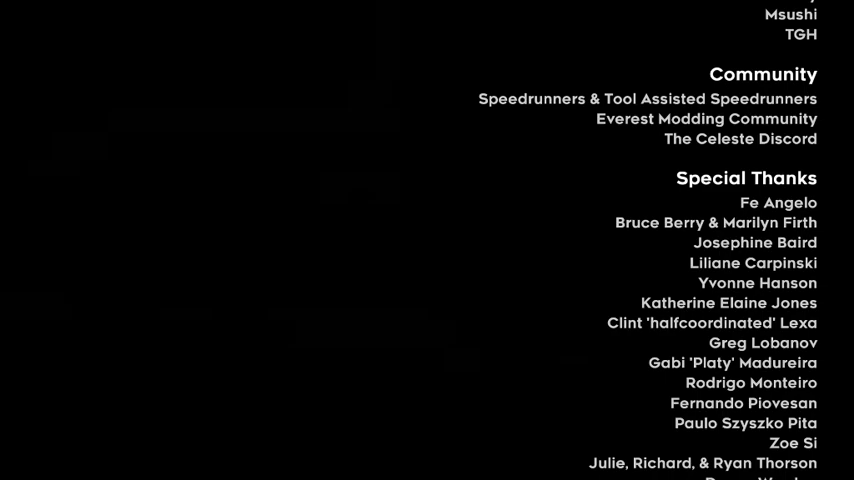 Msushi
TGH
Community
Speedrunners & Tool Assisted Speedrunners
Everest Modding Community
The Celeste Discord
Special Thanks
Fe Angelo
Bruce Berry & Marilyn Firth
Josephine Baird
Liliane Carpinski
Yvonne Hanson
Katherine Elaine Jones
Clint 'halfcoordinated' Lexa
Greg Lobanov
Gabi 'Platy' Madureira
Rodrigo Monteiro
Fernando Piovesan
Paulo Szyszko Pita
Zoe Si
Julie, Richard, & Ryan Thorson